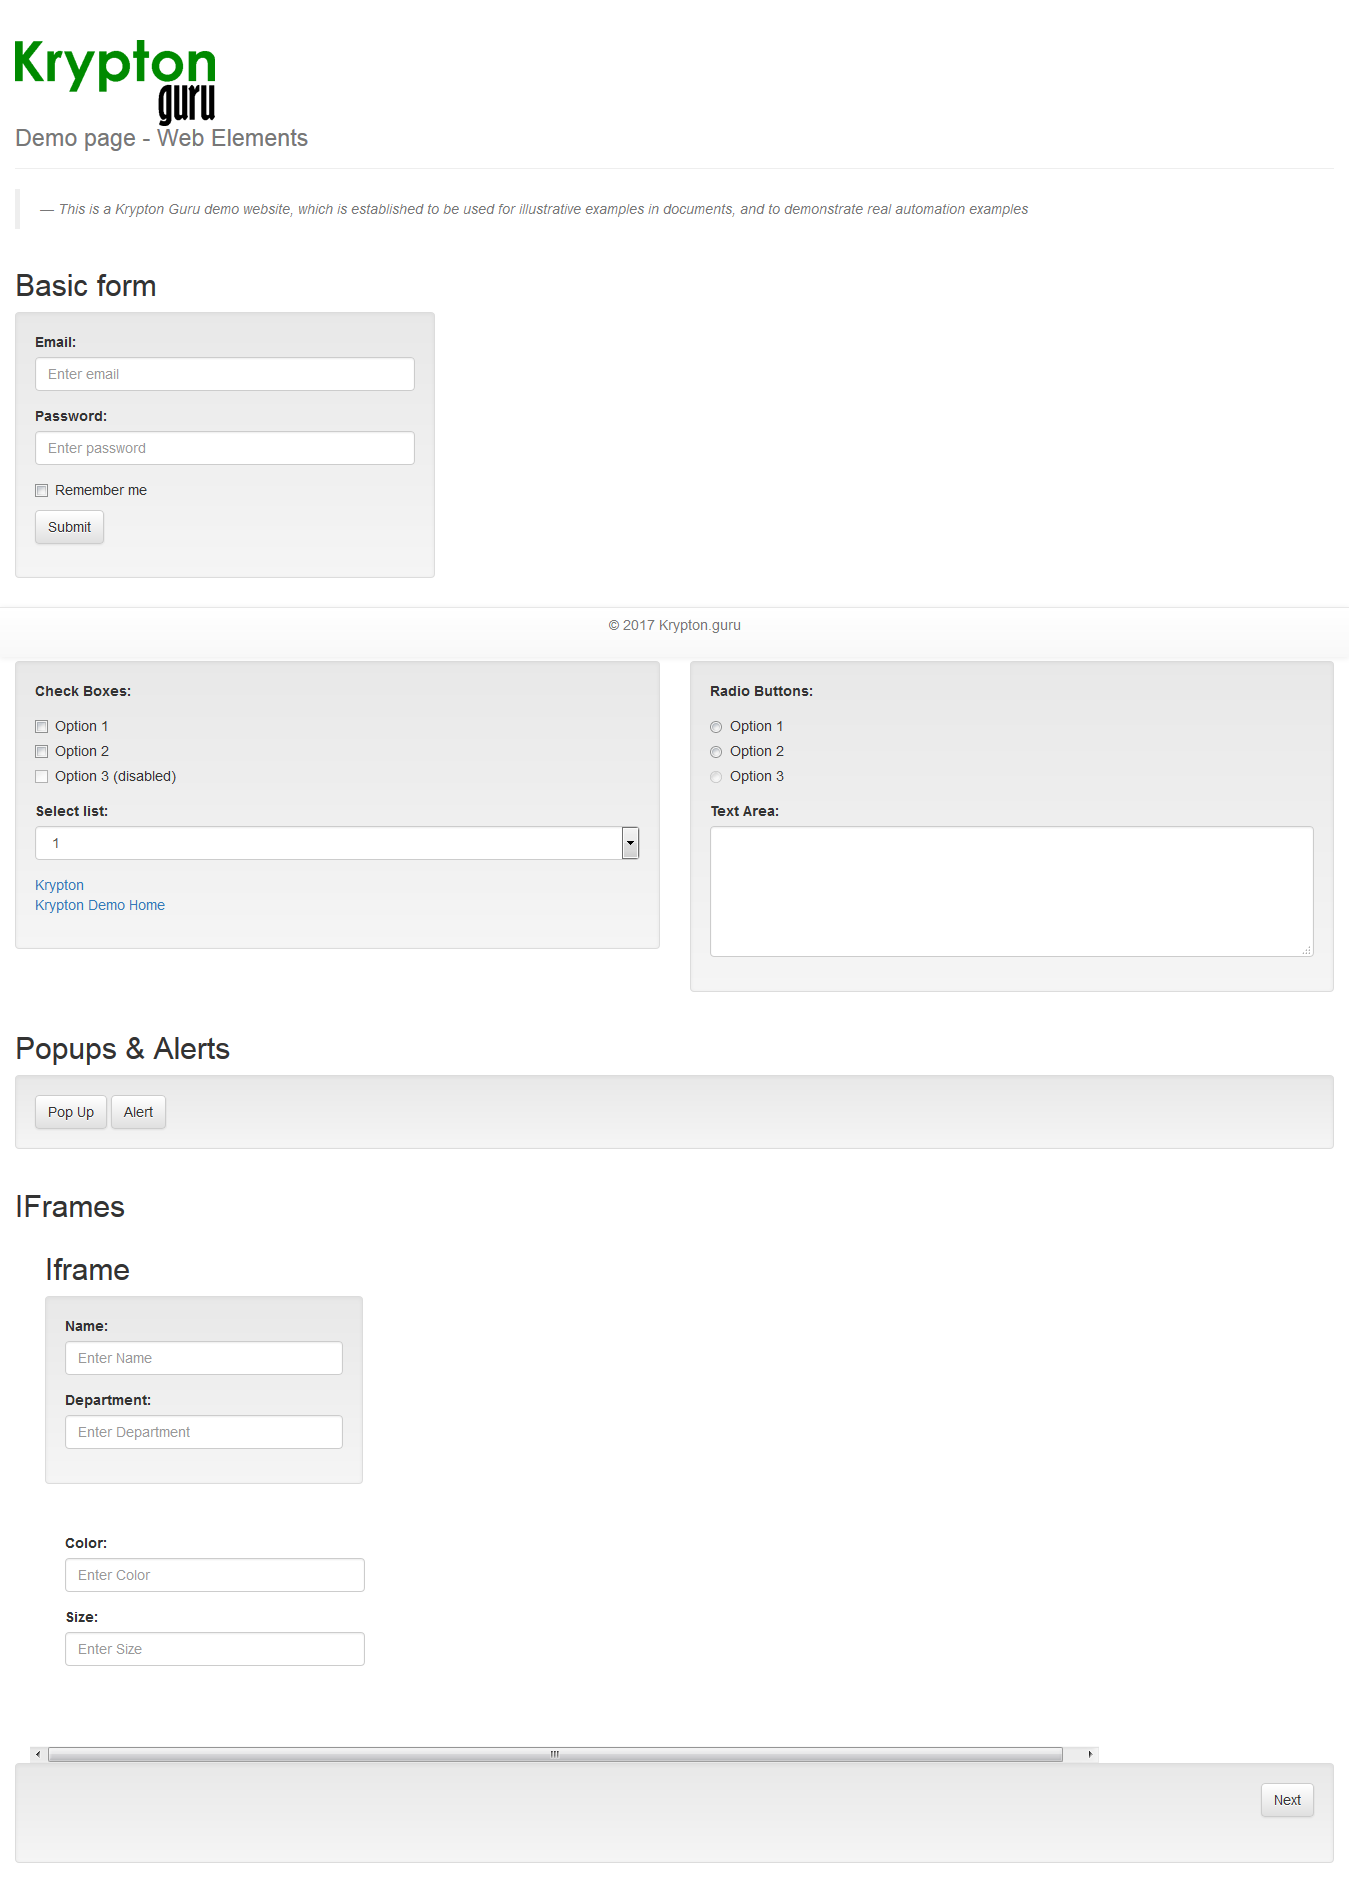 Krypton
guru
Demo page - Web Elements
— This is a Krypton Guru demo website, which is established to be used for illustrative examples in documents, and to demonstrate real automation examples
Basic form
Email:
Enter email
Password:
Enter password
Remember me
Submit
© 2017 Krypton.guru
Check Boxes:
Option 1
Option 2
Option 3 (disabled)
Select list:
1
Krypton
Krypton Demo Home
Radio Buttons:
Option 1
Option 2
Option 3
Text Area:
Popups & Alerts
Pop Up Alert
IFrames
Iframe
Name:
Enter Name
Department:
Enter Department
Color:
Enter Color
Size:
Enter Size
Next